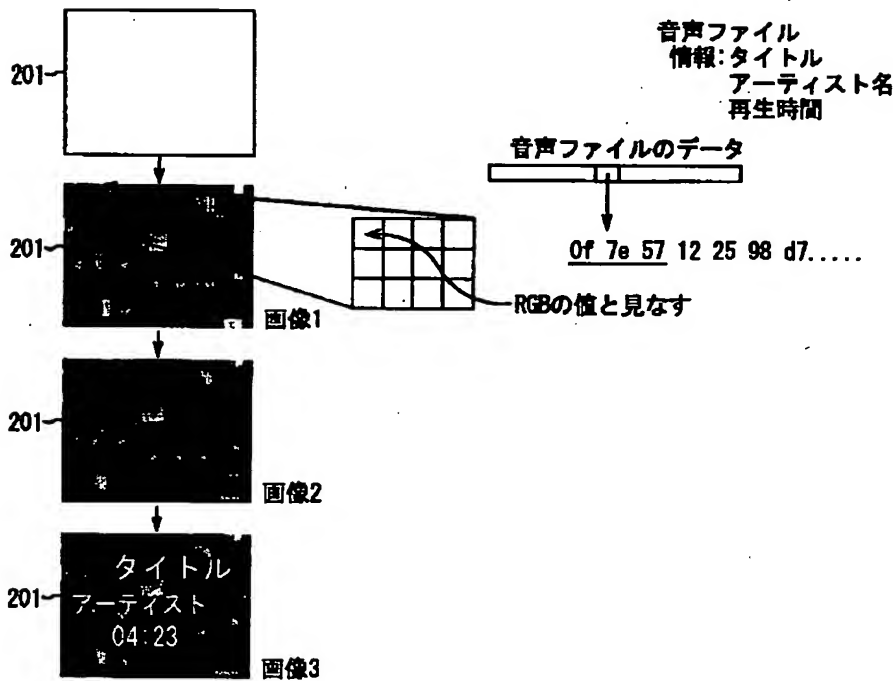 音声ファイル
情報:タイトル
アーティスト名
再生時間
201
音声ファイルのデータ
0f 7e 57 12 25 98 d7.....
RGBの値と見なす
201
画像1
201
画像2
201
タイトル
アーティスト
04:23
画像3